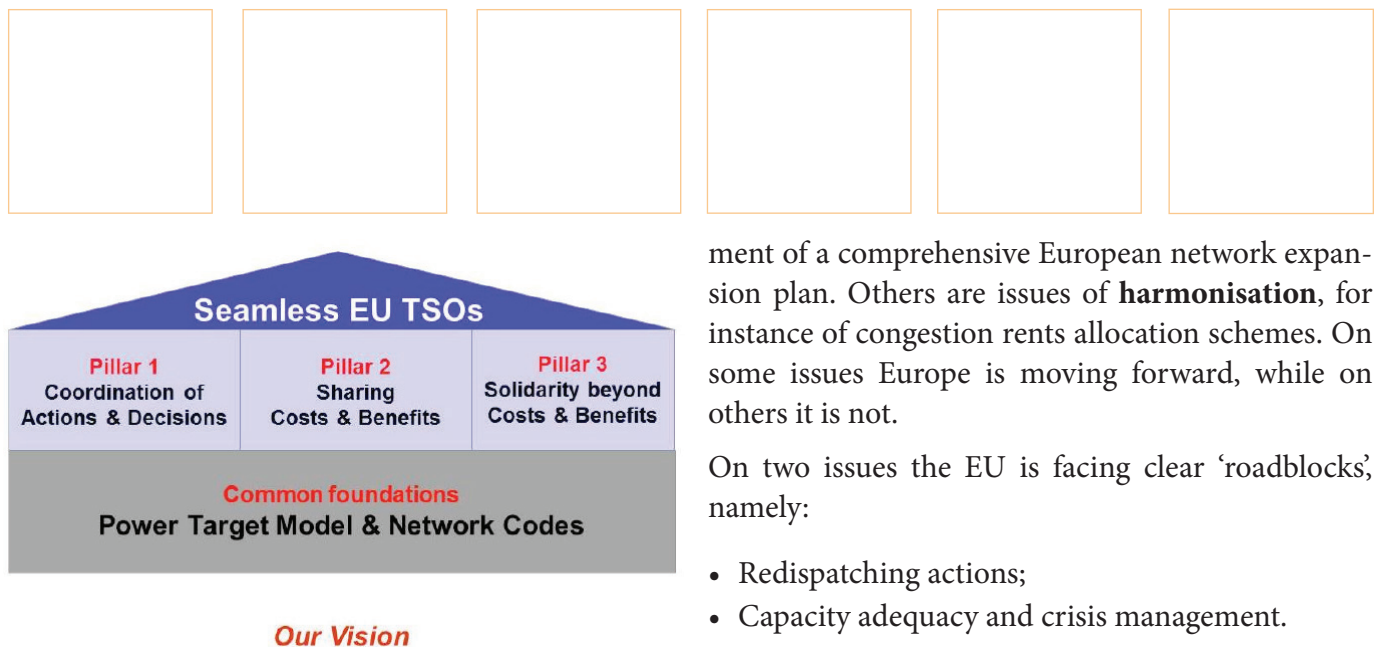 Seamless EU TSOs
Pillar 1
Coordination of
Actions & Decisions
Pillar 2
Sharing
Costs & Benefits
Pillar 3
Solidarity beyond
Costs & Benefits
Common foundations
Power Target Model & Network Codes
Our Vision
ment of a comprehensive European network expan-
sion plan. Others are issues of harmonisation, for
instance of congestion rents allocation schemes. On
some issues Europe is moving forward, while on
others it is not.
On two issues the EU is facing clear ‘roadblocks’,
namely:
• Redispatching actions;
• Capacity adequacy and crisis management.